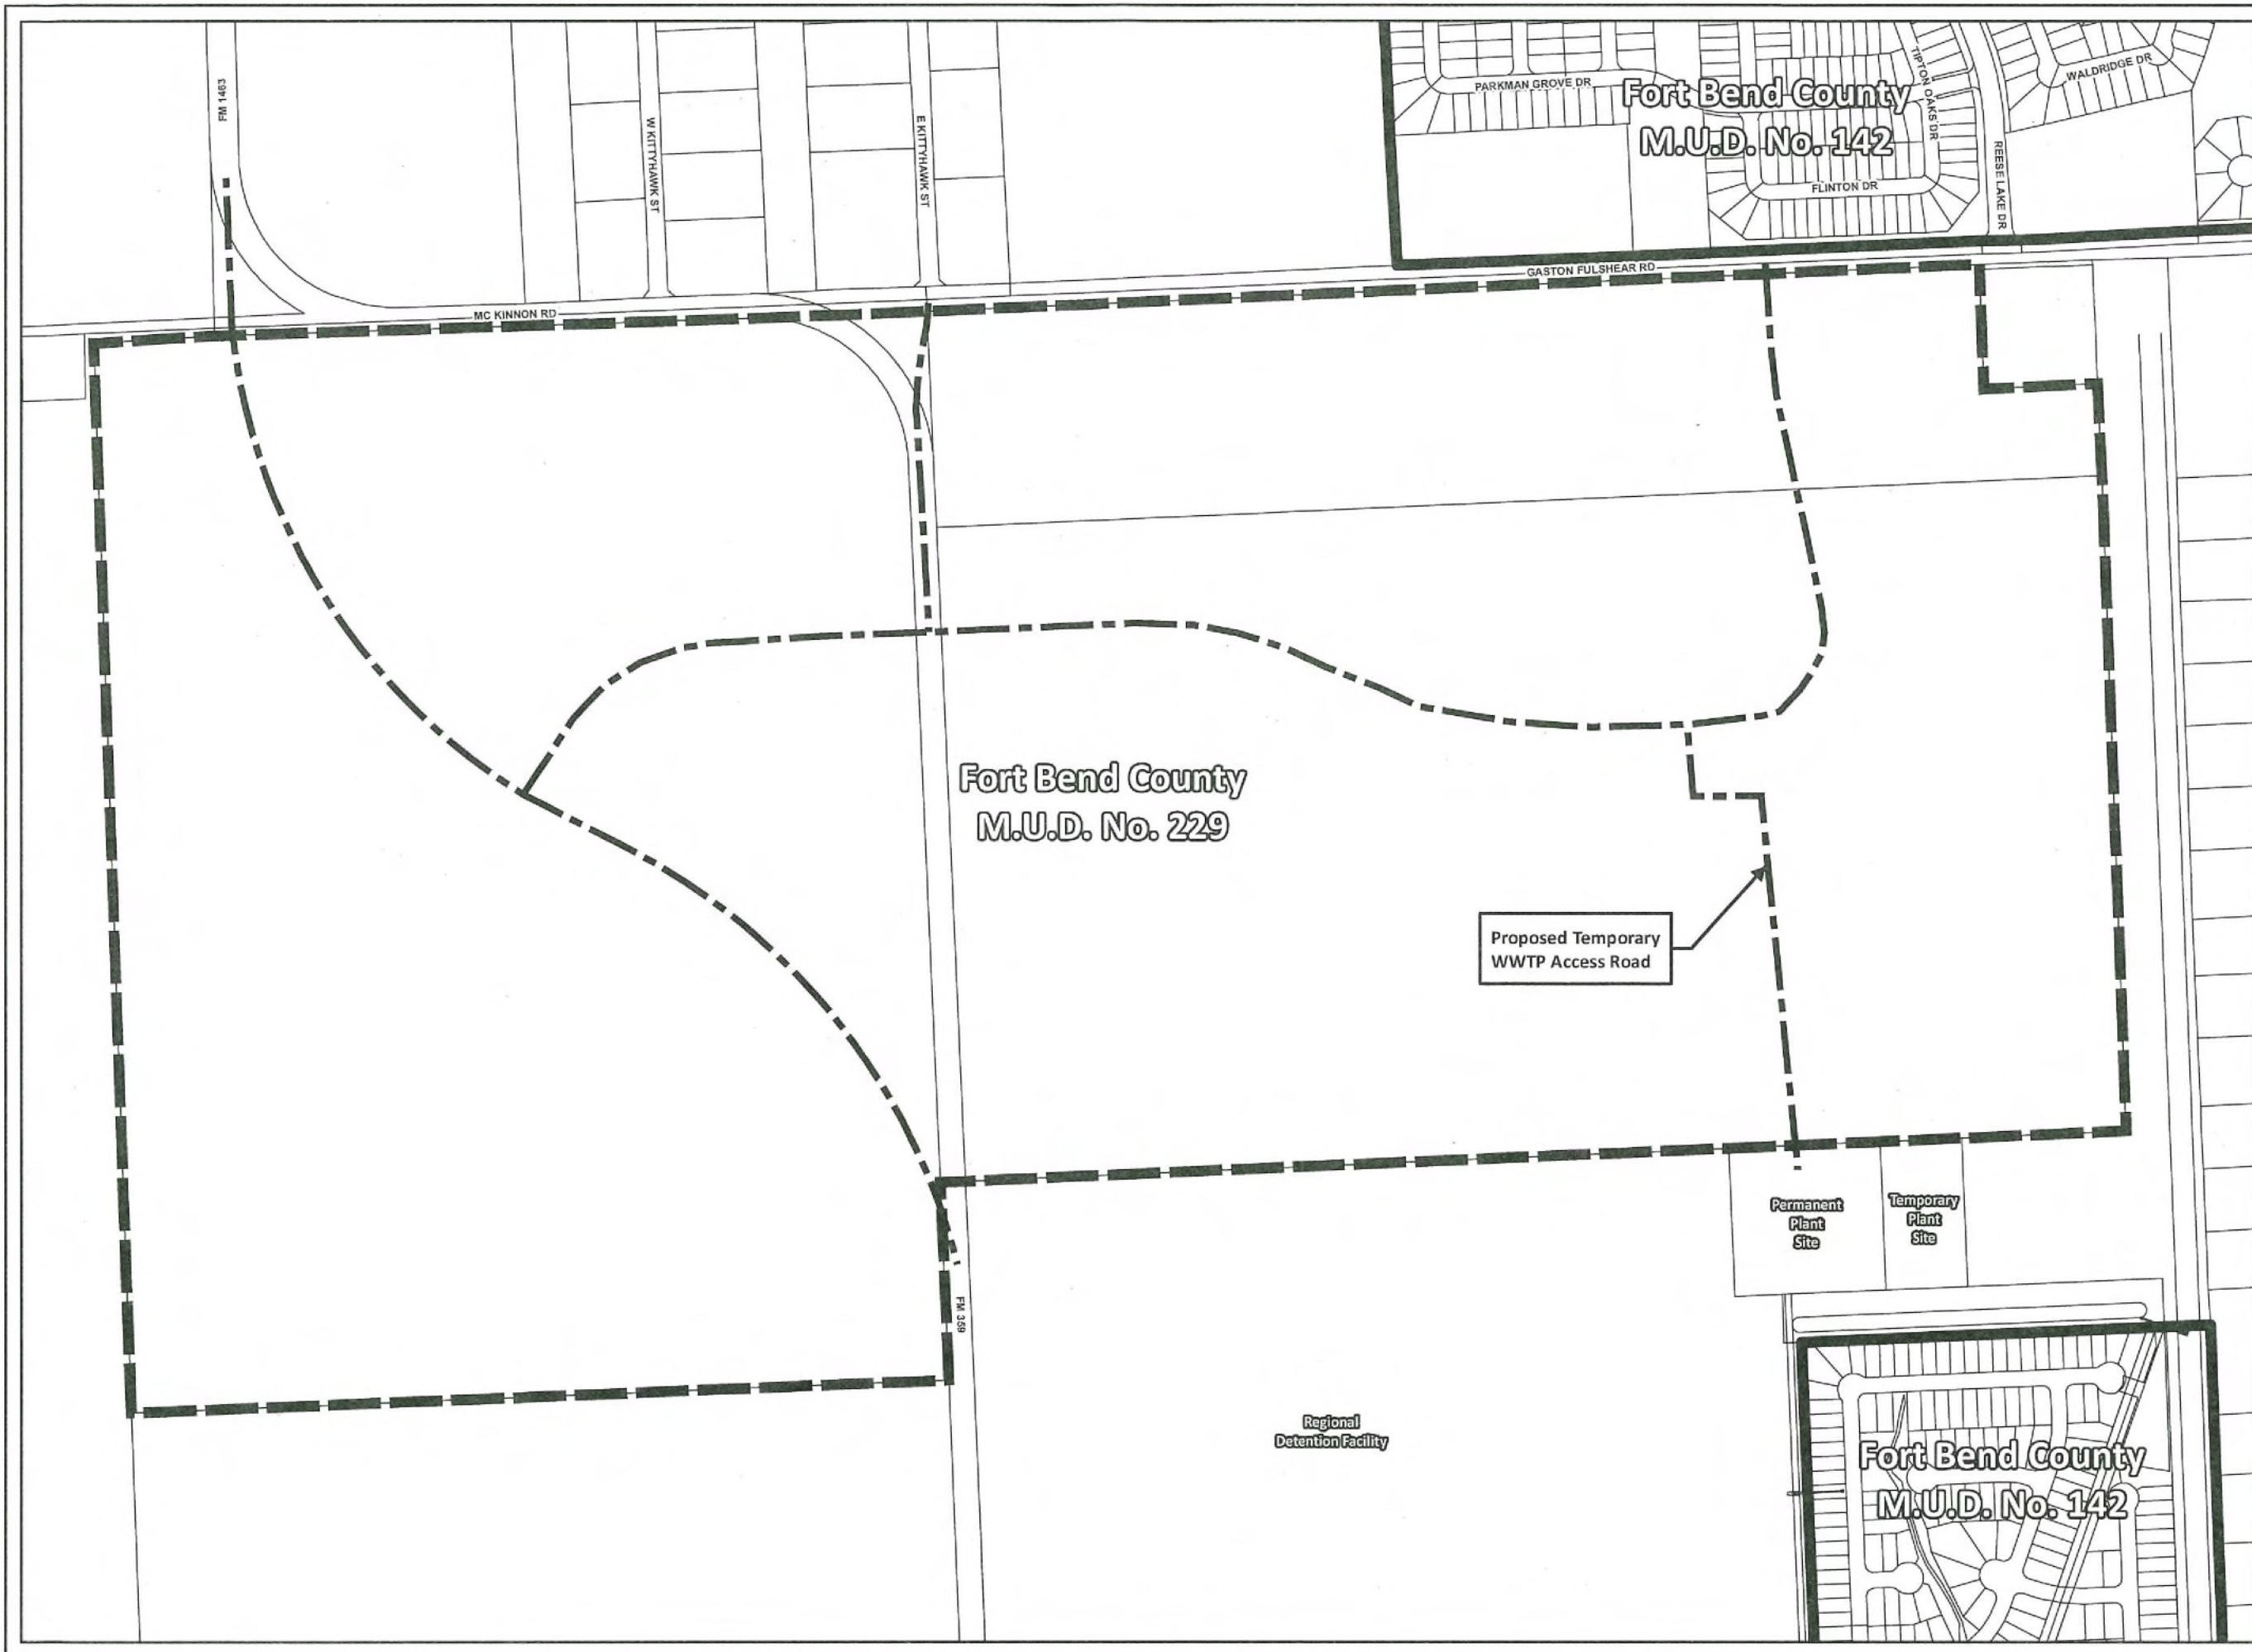 FM 1463
W KITTYHAWK ST
E KITTYHAWK ST
PARKMAN GROVE DR
TIPTON OAKS DR
WALDRIDGE DR
Fort Bend County
M.U.D. No. 142
FLINTON DR
REESE LAKE DR
GASTON FULSHEAR RD
MC KINNON RD
Fort Bend County
M.U.D. No. 229
Proposed Temporary
WWTP Access Road
Permanent
Plant
Site
Temporary
Plant
Site
FM 359
Regional
Detention Facility
Fort Bend County
M.U.D. No. 142